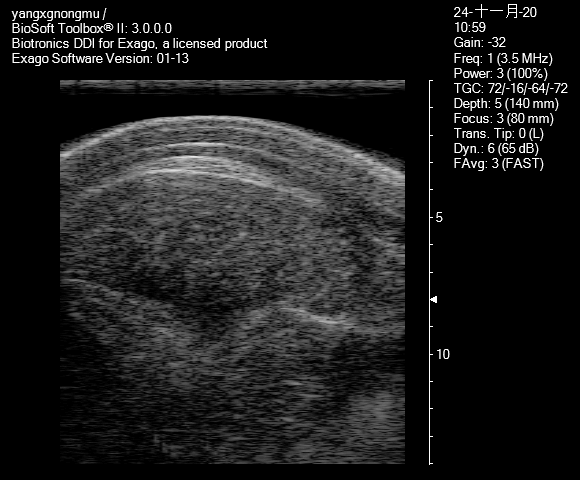 yangxgnongmu /
BioSoft Toolbox® II: 3.0.0.0
Biotronics DDI for Exago, a licensed product
Exago Software Version: 01-13
24-十一月-20
10:59
Gain: -32
Freq: 1 (3.5 MHz)
Power: 3 (100%)
TGC: 72/-16/-64/-72
Depth: 5 (140 mm)
Focus: 3 (80 mm)
Trans. Tip: 0 (L)
Dyn.: 6 (65 dB)
FAvg: 3 (FAST)
5
10